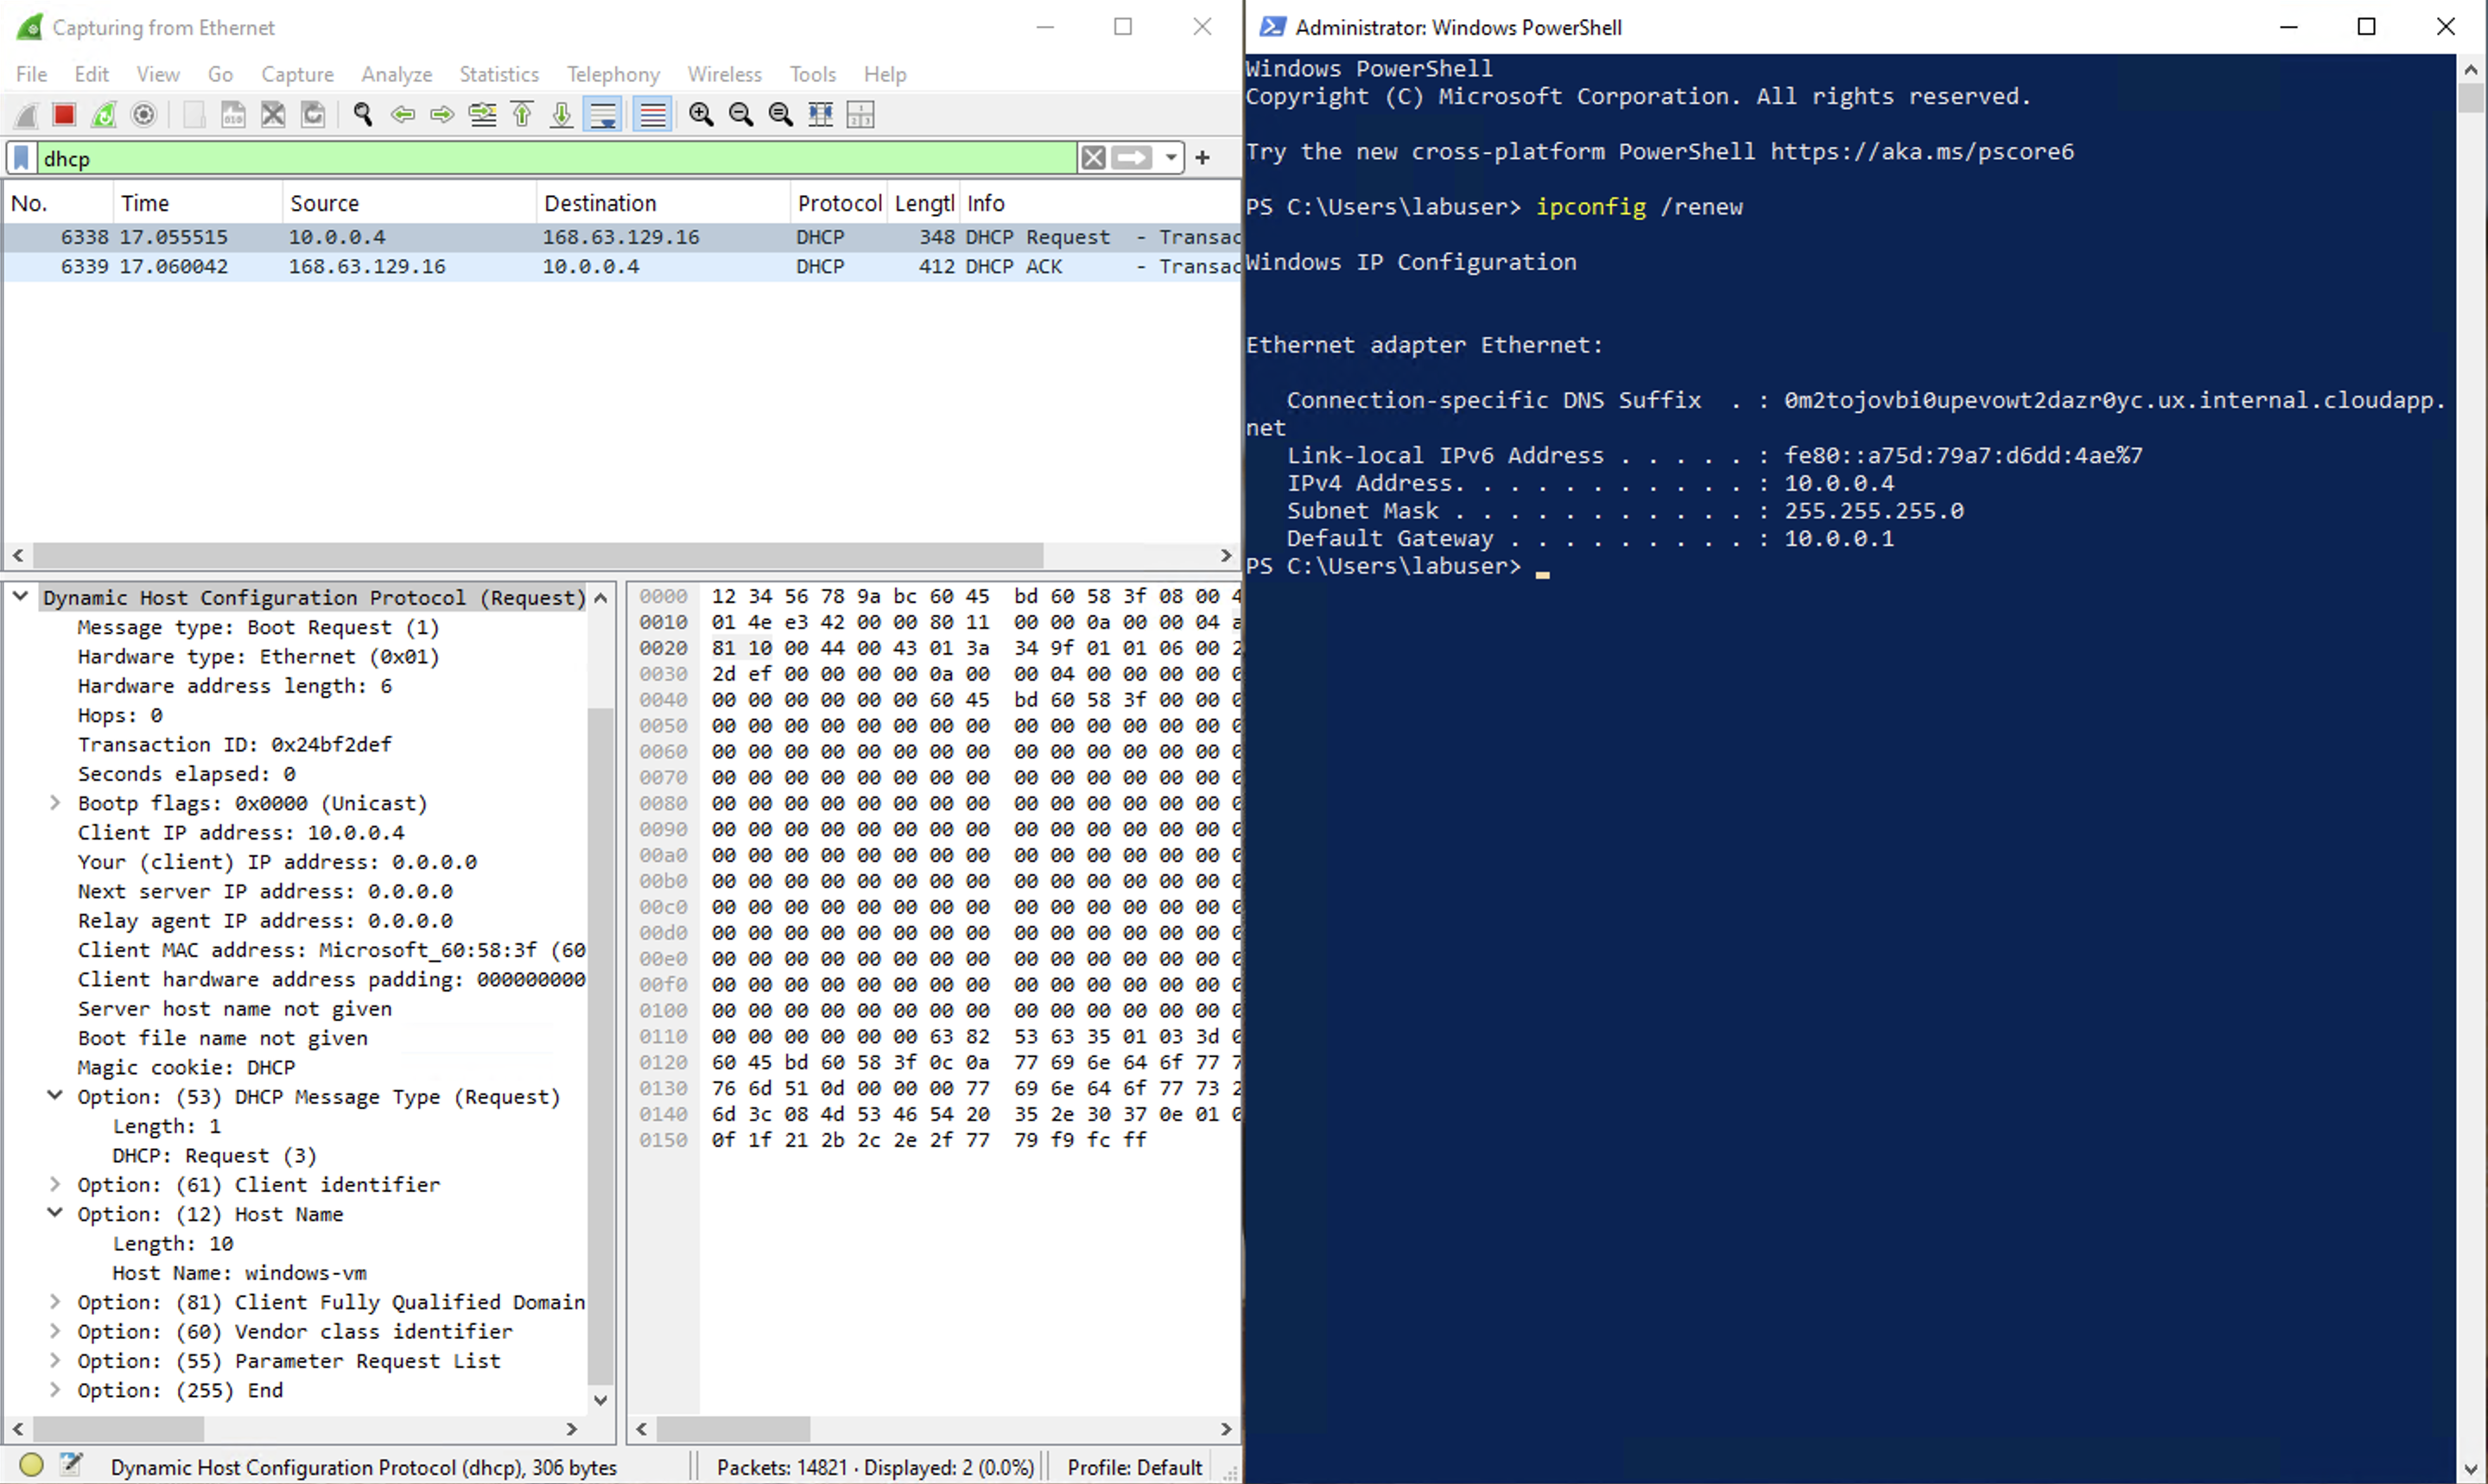 Capturing from Ethernet
File Edit View Go Capture Analyze Statistics Telephony Wireless Tools Help
dhcp
No. Time Source Destination Protocol Lengtl Info
6338 17.055515 10.0.0.4 168.63.129.16 DHCP 348 DHCP Request - Transac
6339 17.060042 168.63.129.16 10.0.0.4 DHCP 412 DHCP ACK - Transac
Dynamic Host Configuration Protocol (Request)
Message type: Boot Request (1)
Hardware type: Ethernet (0x01)
Hardware address length: 6
Hops: 0
Transaction ID: 0x24bf2def
Seconds elapsed: 0
Bootp flags: 0x0000 (Unicast)
Client IP address: 10.0.0.4
Your (client) IP address: 0.0.0.0
Next server IP address: 0.0.0.0
Relay agent IP address: 0.0.0.0
Client MAC address: Microsoft_60:58:3f (60
Client hardware address padding: 000000000
Server host name not given
Boot file name not given
Magic cookie: DHCP
Option: (53) DHCP Message Type (Request)
Length: 1
DHCP: Request (3)
Option: (61) Client identifier
Option: (12) Host Name
Length: 10
Host Name: windows-vm
Option: (81) Client Fully Qualified Domain
Option: (60) Vendor class identifier
Option: (55) Parameter Request List
Option: (255) End
0000 12 34 56 78 9a bc 60 45 bd 60 58 3f 08 00 4
0010 01 4e e3 42 00 00 80 11 00 00 0a 00 00 04 a
0020 81 10 00 44 00 43 01 3a 34 9f 01 01 06 00 2
0030 2d ef 00 00 00 00 0a 00 00 04 00 00 00 00 0
0040 00 00 00 00 00 00 60 45 bd 60 58 3f 00 00 0
0050 00 00 00 00 00 00 00 00 00 00 00 00 00 00 0
0060 00 00 00 00 00 00 00 00 00 00 00 00 00 00 0
0070 00 00 00 00 00 00 00 00 00 00 00 00 00 00 0
0080 00 00 00 00 00 00 00 00 00 00 00 00 00 00 0
0090 00 00 00 00 00 00 00 00 00 00 00 00 00 00 0
00a0 00 00 00 00 00 00 00 00 00 00 00 00 00 00 0
00b0 00 00 00 00 00 00 00 00 00 00 00 00 00 00 0
00c0 00 00 00 00 00 00 00 00 00 00 00 00 00 00 0
00d0 00 00 00 00 00 00 00 00 00 00 00 00 00 00 0
00e0 00 00 00 00 00 00 00 00 00 00 00 00 00 00 0
00f0 00 00 00 00 00 00 00 00 00 00 00 00 00 00 0
0100 00 00 00 00 00 00 00 00 00 00 00 00 00 00 0
0110 00 00 00 00 00 00 63 82 53 63 35 01 03 3d 0
0120 60 45 bd 60 58 3f 0c 0a 77 69 6e 64 6f 77 7
0130 76 6d 51 0d 00 00 00 77 69 6e 64 6f 77 73 2
0140 6d 3c 08 4d 53 46 54 20 35 2e 30 37 0e 01 0
0150 0f 1f 21 2b 2c 2e 2f 77 79 f9 fc ff
Dynamic Host Configuration Protocol (dhcp), 306 bytes
Packets: 14821 · Displayed: 2 (0.0%)
Profile: Default
Administrator: Windows PowerShell
Windows PowerShell
Copyright (C) Microsoft Corporation. All rights reserved.
Try the new cross-platform PowerShell https://aka.ms/pscore6
PS C:\Users\labuser> ipconfig /renew
Windows IP Configuration
Ethernet adapter Ethernet:
Connection-specific DNS Suffix . : 0m2tojovbi0upevowt2dazr0yc.ux.internal.cloudapp.
net
Link-local IPv6 Address . . . . . : fe80::a75d:79a7:d6dd:4ae%7
IPv4 Address. . . . . . . . . . . : 10.0.0.4
Subnet Mask . . . . . . . . . . . : 255.255.255.0
Default Gateway . . . . . . . . . : 10.0.0.1
PS C:\Users\labuser> _